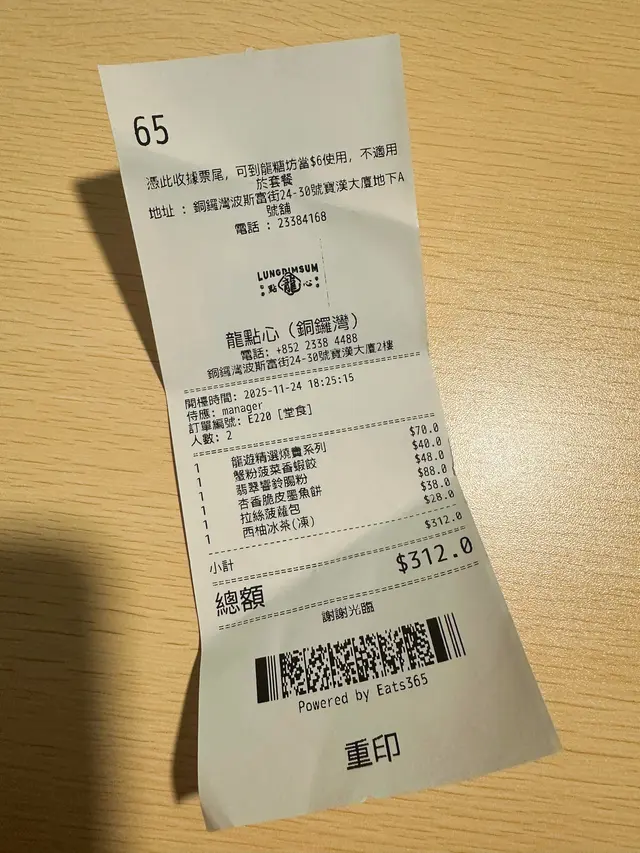 65
憑此收據票尾, 可到龍糖坊當$6使用, 不適用
於套餐
地址 : 銅鑼灣波斯富街24-30號寶漢大廈地下A
號舖
電話 : 23384168
LUNGDIMSUM
點 龍 心
龍點心 (銅鑼灣)
電話: +852 2338 4488
銅鑼灣波斯富街24-30號寶漢大廈2樓
開檯時間: 2025-11-24 18:25:15
侍應: manager
訂單編號: E220 [堂食]
人數: 2
1 龍遊精選燒賣系列 $70.0
1 蟹粉菠菜香蝦餃 $40.0
1 翡翠響鈴腸粉 $48.0
1 杏香脆皮墨魚餅 $88.0
1 拉絲菠蘿包 $38.0
1 西柚冰茶(凍) $28.0
小計 $312.0
總額 $312.0
謝謝光臨
Powered by Eats365
重印